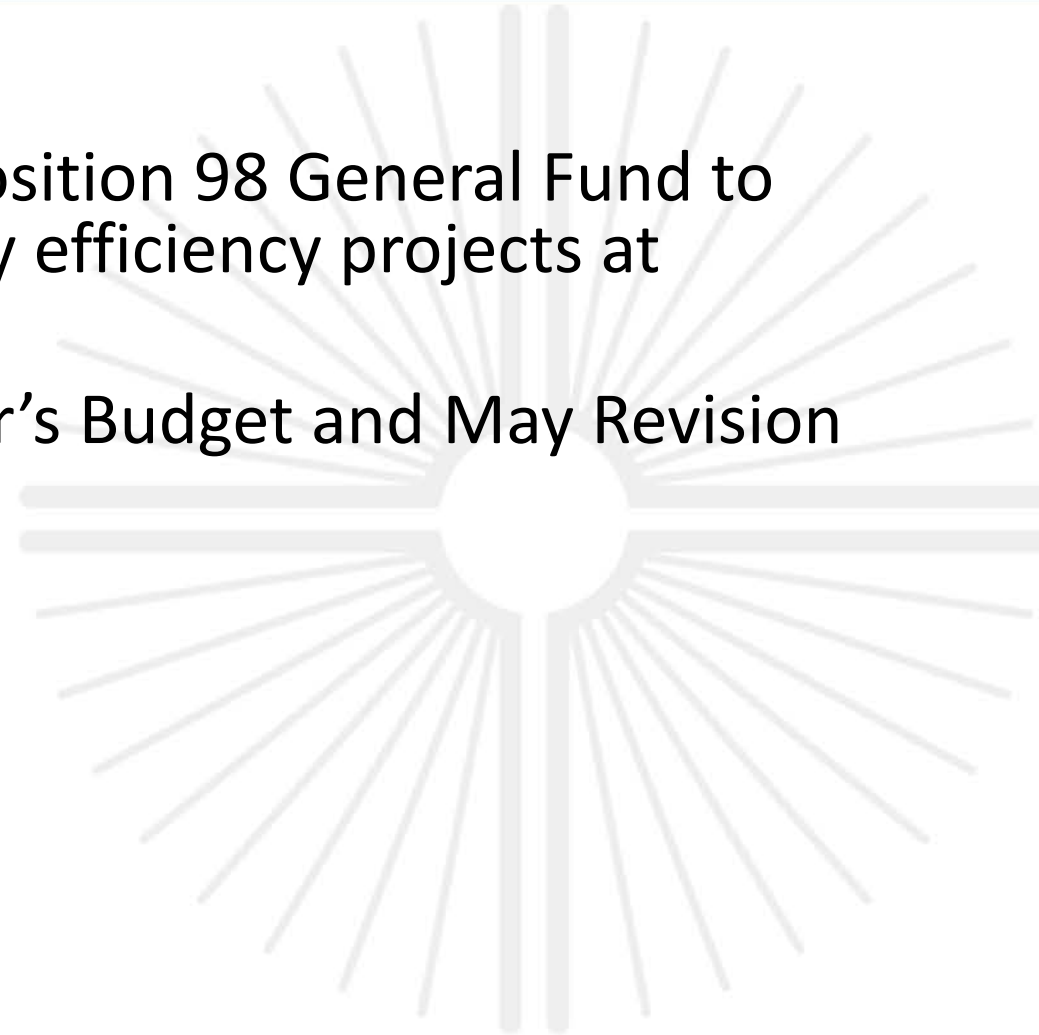 osition 98 General Fund to
y efficiency projects at
r’s Budget and May Revision